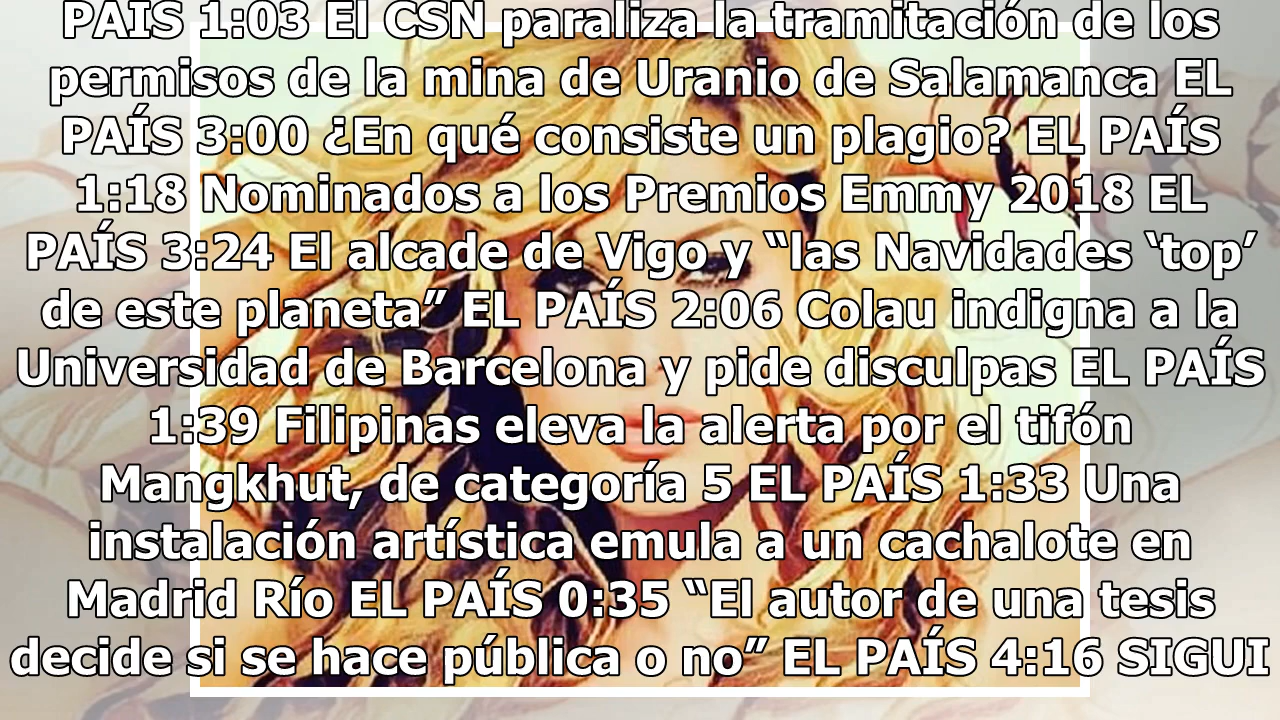 PAÍS 1:03 El CSN paraliza la tramitación de los
permisos de la mina de Uranio de Salamanca EL
PAÍS 3:00 ¿En qué consiste un plagio? EL PAÍS
1:18 Nominados a los Premios Emmy 2018 EL
PAÍS 3:24 El alcade de Vigo y “las Navidades ‘top’
de este planeta” EL PAÍS 2:06 Colau indigna a la
Universidad de Barcelona y pide disculpas EL PAÍS
1:39 Filipinas eleva la alerta por el tifón
Mangkhut, de categoría 5 EL PAÍS 1:33 Una
instalación artística emula a un cachalote en
Madrid Río EL PAÍS 0:35 “El autor de una tesis
decide si se hace pública o no” EL PAÍS 4:16 SIGUI